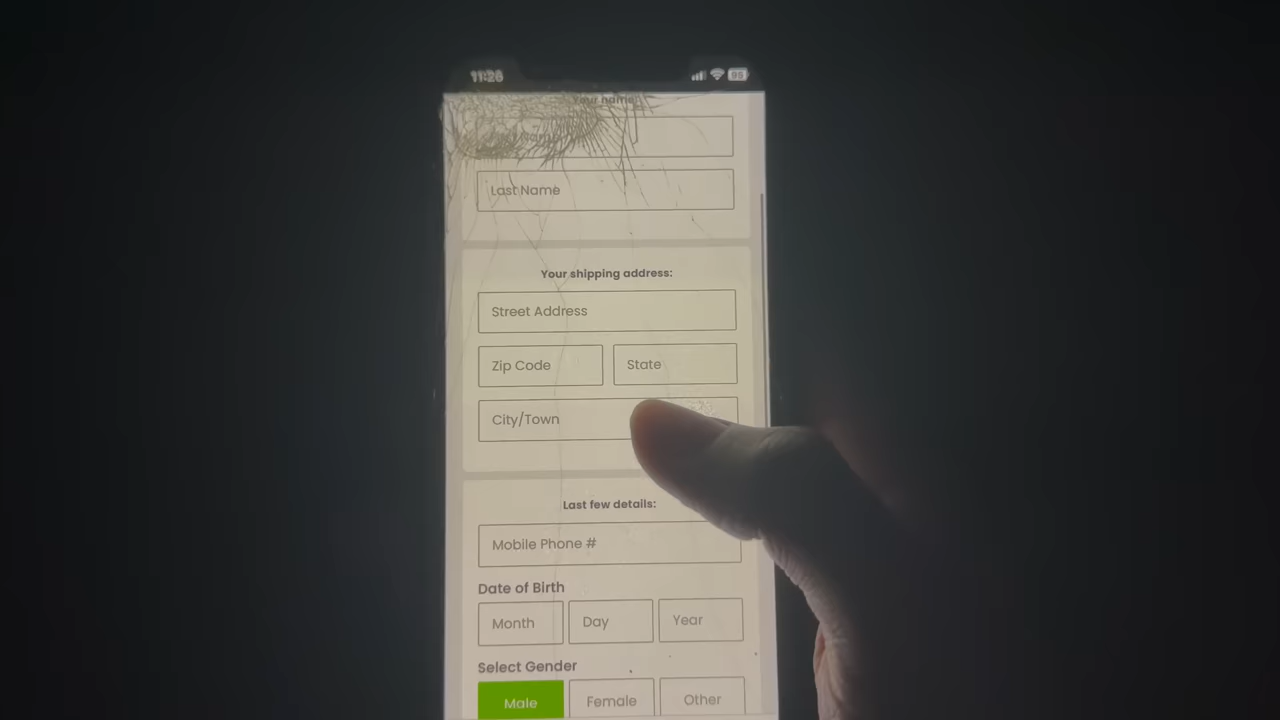 11:26
95
Your name:
Last Name
Your shipping address:
Street Address
Zip Code State
City/Town
Last few details:
Mobile Phone #
Date of Birth
Month Day Year
Select Gender
Male Female Other